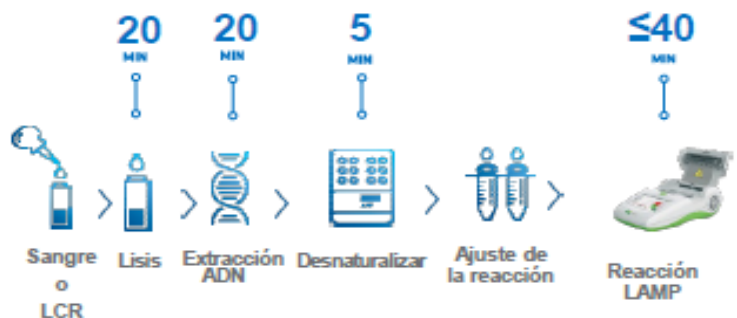 20
MIN
20
MIN
5
MIN
≤40
MIN
Sangre
o
LCR
Lisis
Extracción
ADN
Desnaturalizar
Ajuste de
la reacción
Reacción
LAMP